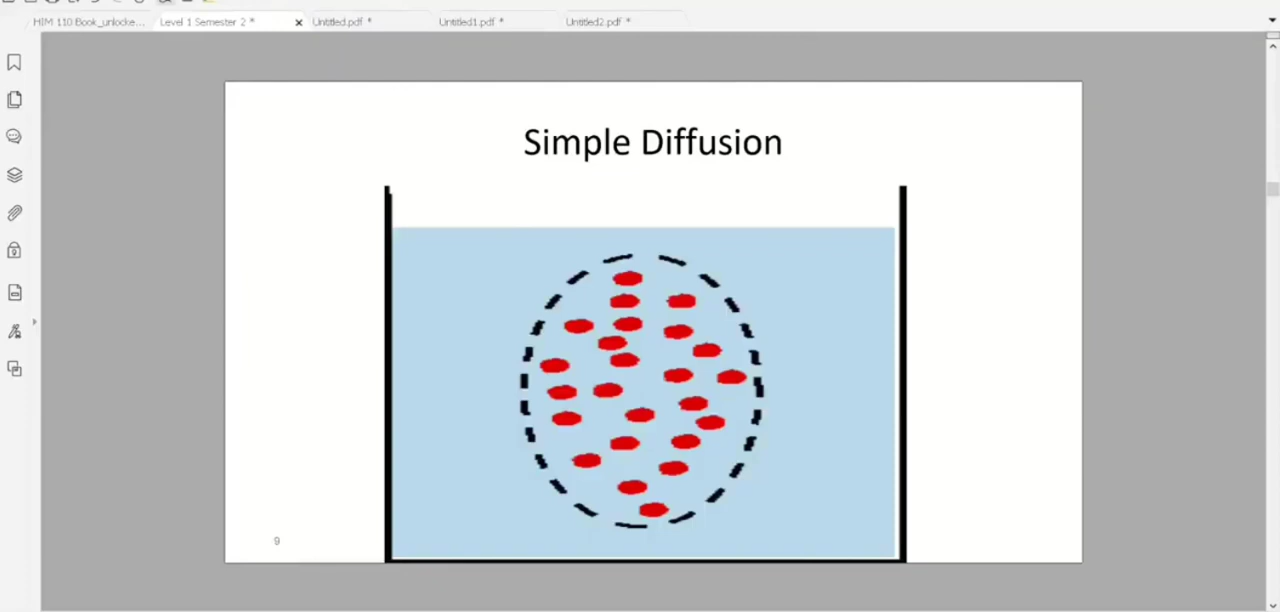 HIM 110 Book_unlocke... Level 1 Semester 2 * Untitled.pdf * Untitled1.pdf * Untitled2.pdf *
Simple Diffusion
9